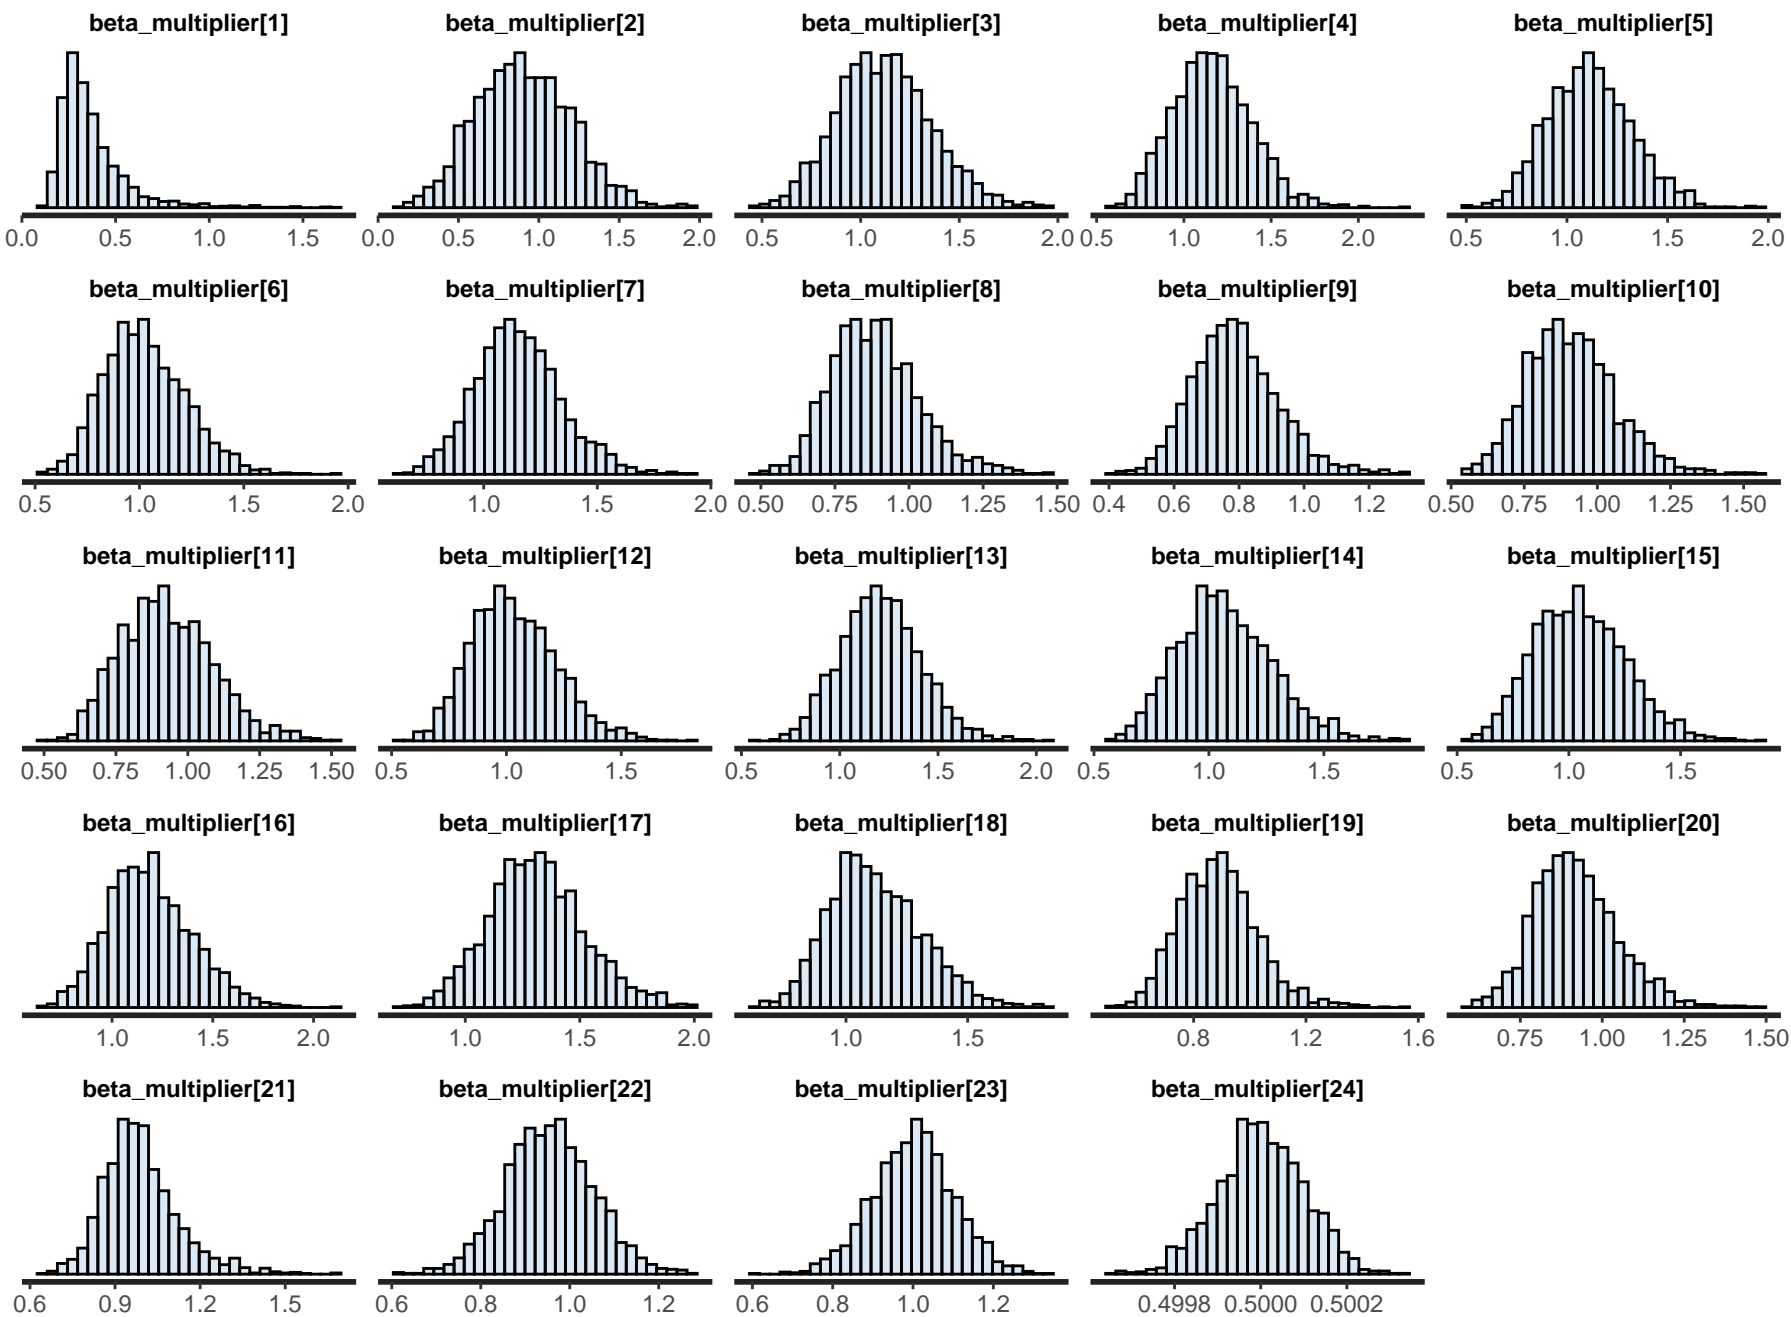 beta_multiplier[1] beta_multiplier[2] beta_multiplier[3] beta_multiplier[4] beta_multiplier[5]
0.0 0.5 1.0 1.5 0.0 0.5 1.0 1.5 2.0 0.5 1.0 1.5 2.0 0.5 1.0 1.5 2.0 0.5 1.0 1.5 2.0
beta_multiplier[6] beta_multiplier[7] beta_multiplier[8] beta_multiplier[9] beta_multiplier[10]
0.5 1.0 1.5 2.0 1.0 1.5 2.0 0.50 0.75 1.00 1.25 1.50 0.4 0.6 0.8 1.0 1.2 0.50 0.75 1.00 1.25 1.50
beta_multiplier[11] beta_multiplier[12] beta_multiplier[13] beta_multiplier[14] beta_multiplier[15]
0.50 0.75 1.00 1.25 1.50 0.5 1.0 1.5 0.5 1.0 1.5 2.0 0.5 1.0 1.5 0.5 1.0 1.5
beta_multiplier[16] beta_multiplier[17] beta_multiplier[18] beta_multiplier[19] beta_multiplier[20]
1.0 1.5 2.0 1.0 1.5 2.0 1.0 1.5 0.8 1.2 1.6 0.75 1.00 1.25 1.50
beta_multiplier[21] beta_multiplier[22] beta_multiplier[23] beta_multiplier[24]
0.6 0.9 1.2 1.5 0.6 0.8 1.0 1.2 0.6 0.8 1.0 1.2 0.4998 0.5000 0.5002